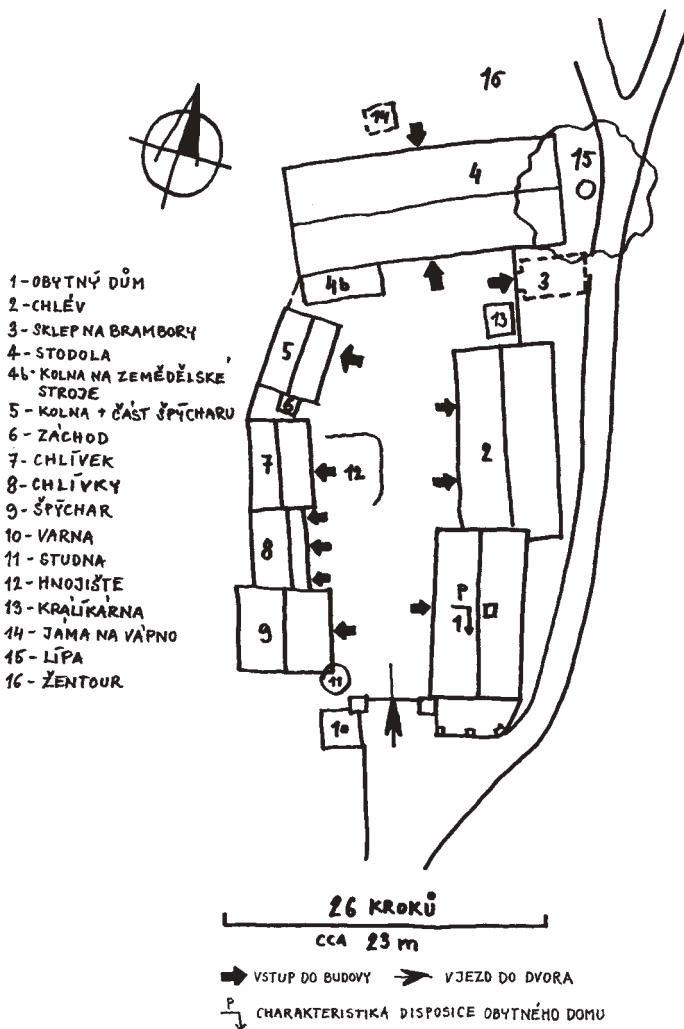 16
14
4
15
4b
3
13
5
6
2
7
12
8
P
1
9
11
10
1 - OBYTNÝ DŮM
2 - CHLÉV
3 - SKLEP NA BRAMBORY
4 - STODOLA
4b - KOLNA NA ZEMĚDĚLSKÉ
STROJE
5 - KOLNA + ČÁST ŠPÝCHARU
6 - ZÁCHOD
7 - CHLÍVEK
8 - CHLÍVKY
9 - ŠPÝCHAR
10 - VARNA
11 - STUDNA
12 - HNOJIŠTĚ
13 - KRÁLÍKÁRNA
14 - JÁMA NA VÁPNO
15 - LÍPA
16 - ŽENTOUR
26 KROKŮ
CCA 23 m
VSTUP DO BUDOVY
VJEZD DO DVORA
P
CHARAKTERISTIKA DISPOSICE OBYTNÉHO DOMU